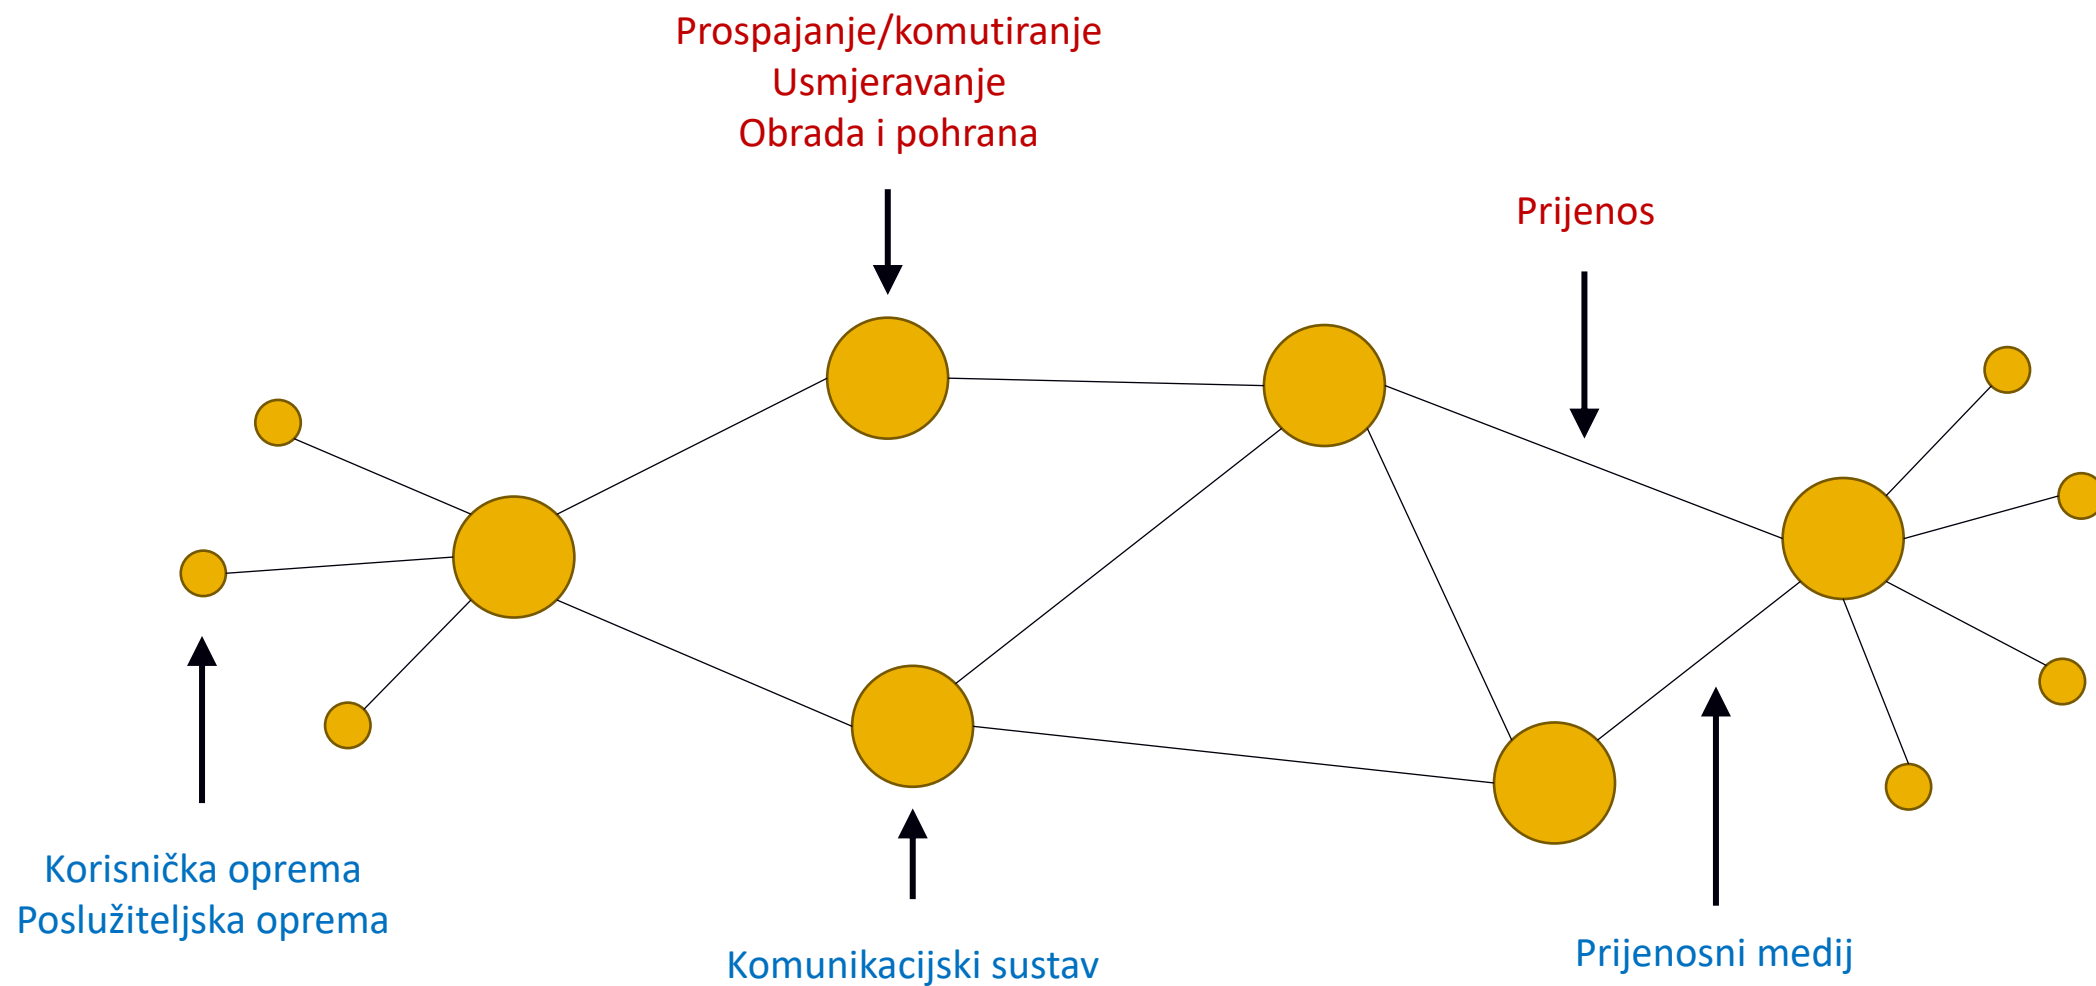 Prospajanje/komutiranje
Usmjeravanje
Obrada i pohrana
Prijenos
Korisnička oprema
Poslužiteljska oprema
Komunikacijski sustav
Prijenosni medij